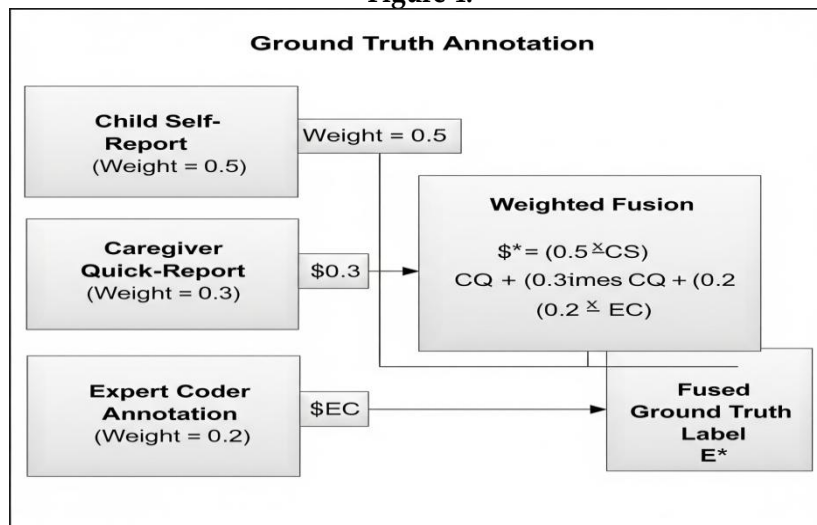 Figure 1.
Ground Truth Annotation
Child Self-
Report
(Weight = 0.5)
Weight = 0.5
Caregiver
Quick-Report
(Weight = 0.3)
$0.3
Weighted Fusion
$*= (0.5 ×CS)
CQ + (0.3imes CQ + (0.2
(0.2 × EC)
Expert Coder
Annotation
(Weight = 0.2)
$EC
Fused
Ground Truth
Label
E*